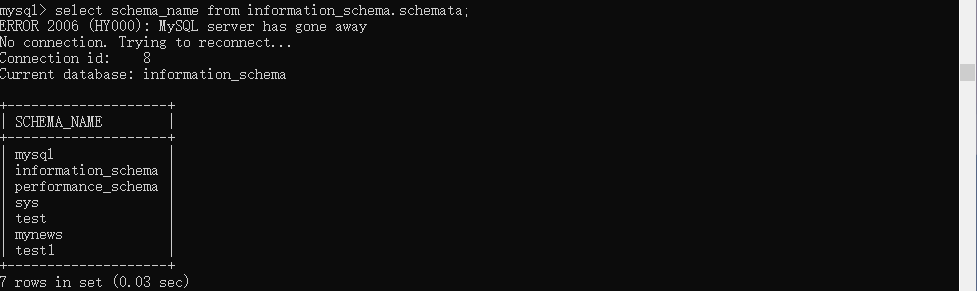 mysql> select schema_name from information_schema.schemata;
ERROR 2006 (HY000): MySQL server has gone away
No connection. Trying to reconnect...
Connection id:    8
Current database: information_schema

+--------------------+
| SCHEMA_NAME        |
+--------------------+
| mysql              |
| information_schema |
| performance_schema |
| sys                |
| test               |
| mynews             |
| test1              |
+--------------------+
7 rows in set (0.03 sec)